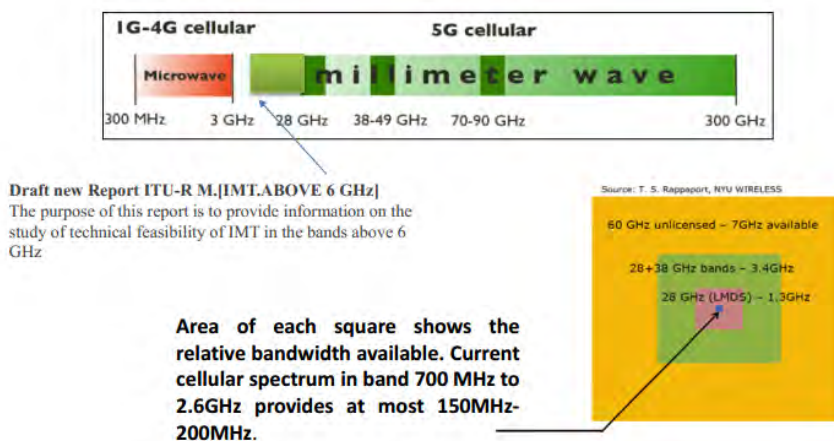 1G-4G cellular 5G cellular
Microwave millimeter wave
300 MHz 3 GHz 28 GHz 38-49 GHz 70-90 GHz 300 GHz
Draft new Report ITU-R M.[IMT.ABOVE 6 GHz]
The purpose of this report is to provide information on the
study of technical feasibility of IMT in the bands above 6
GHz
Source: T. S. Rappaport, NYU WIRELESS
60 GHz unlicensed – 7GHz available
28+38 GHz bands – 3.4GHz
28 GHz (LMDS) – 1.3GHz
Area of each square shows the
relative bandwidth available. Current
cellular spectrum in band 700 MHz to
2.6GHz provides at most 150MHz-
200MHz.